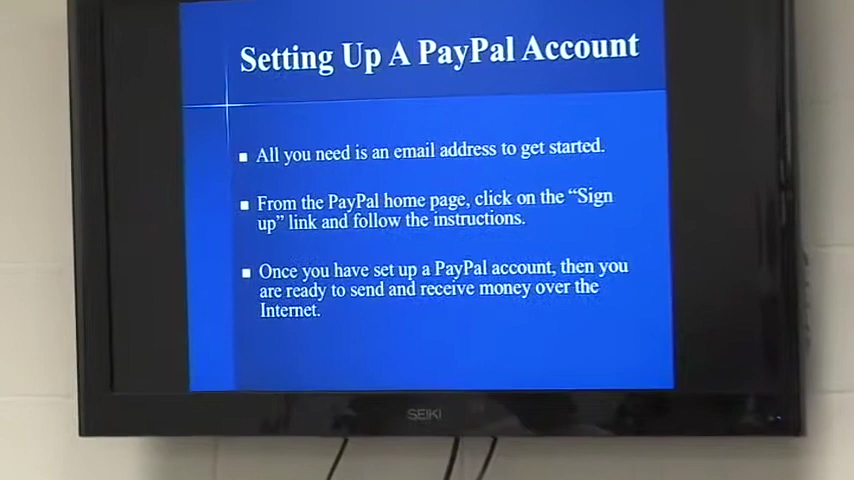 Setting Up A PayPal Account
■ All you need is an email address to get started.
■ From the PayPal home page, click on the “Sign
up” link and follow the instructions.
■ Once you have set up a PayPal account, then you
are ready to send and receive money over the
Internet.
SEIKI